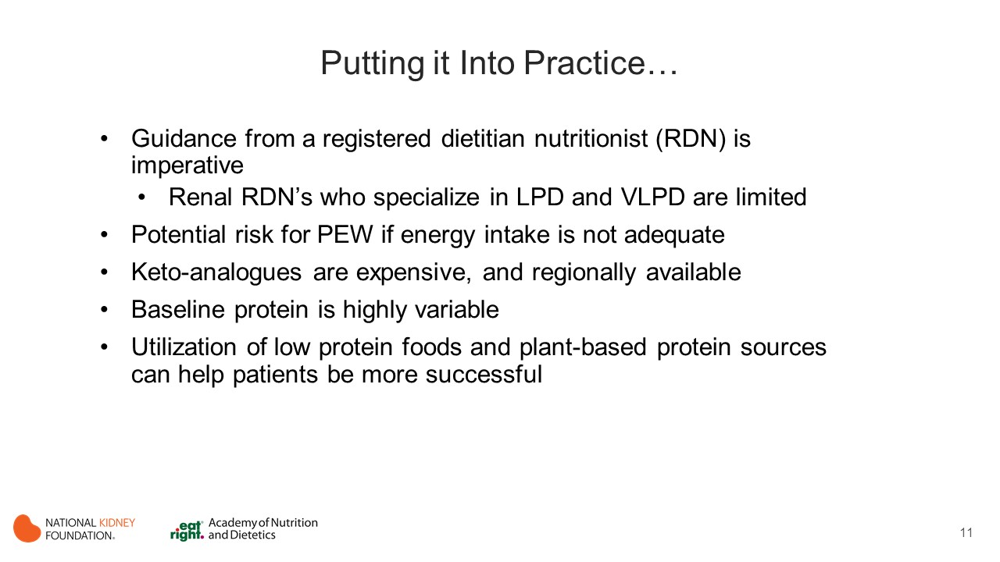 Putting it Into Practice…
• Guidance from a registered dietitian nutritionist (RDN) is
imperative
• Renal RDN’s who specialize in LPD and VLPD are limited
• Potential risk for PEW if energy intake is not adequate
• Keto-analogues are expensive, and regionally available
• Baseline protein is highly variable
• Utilization of low protein foods and plant-based protein sources
can help patients be more successful
NATIONAL KIDNEY
FOUNDATION®
eat
right.
Academy of Nutrition
and Dietetics
11